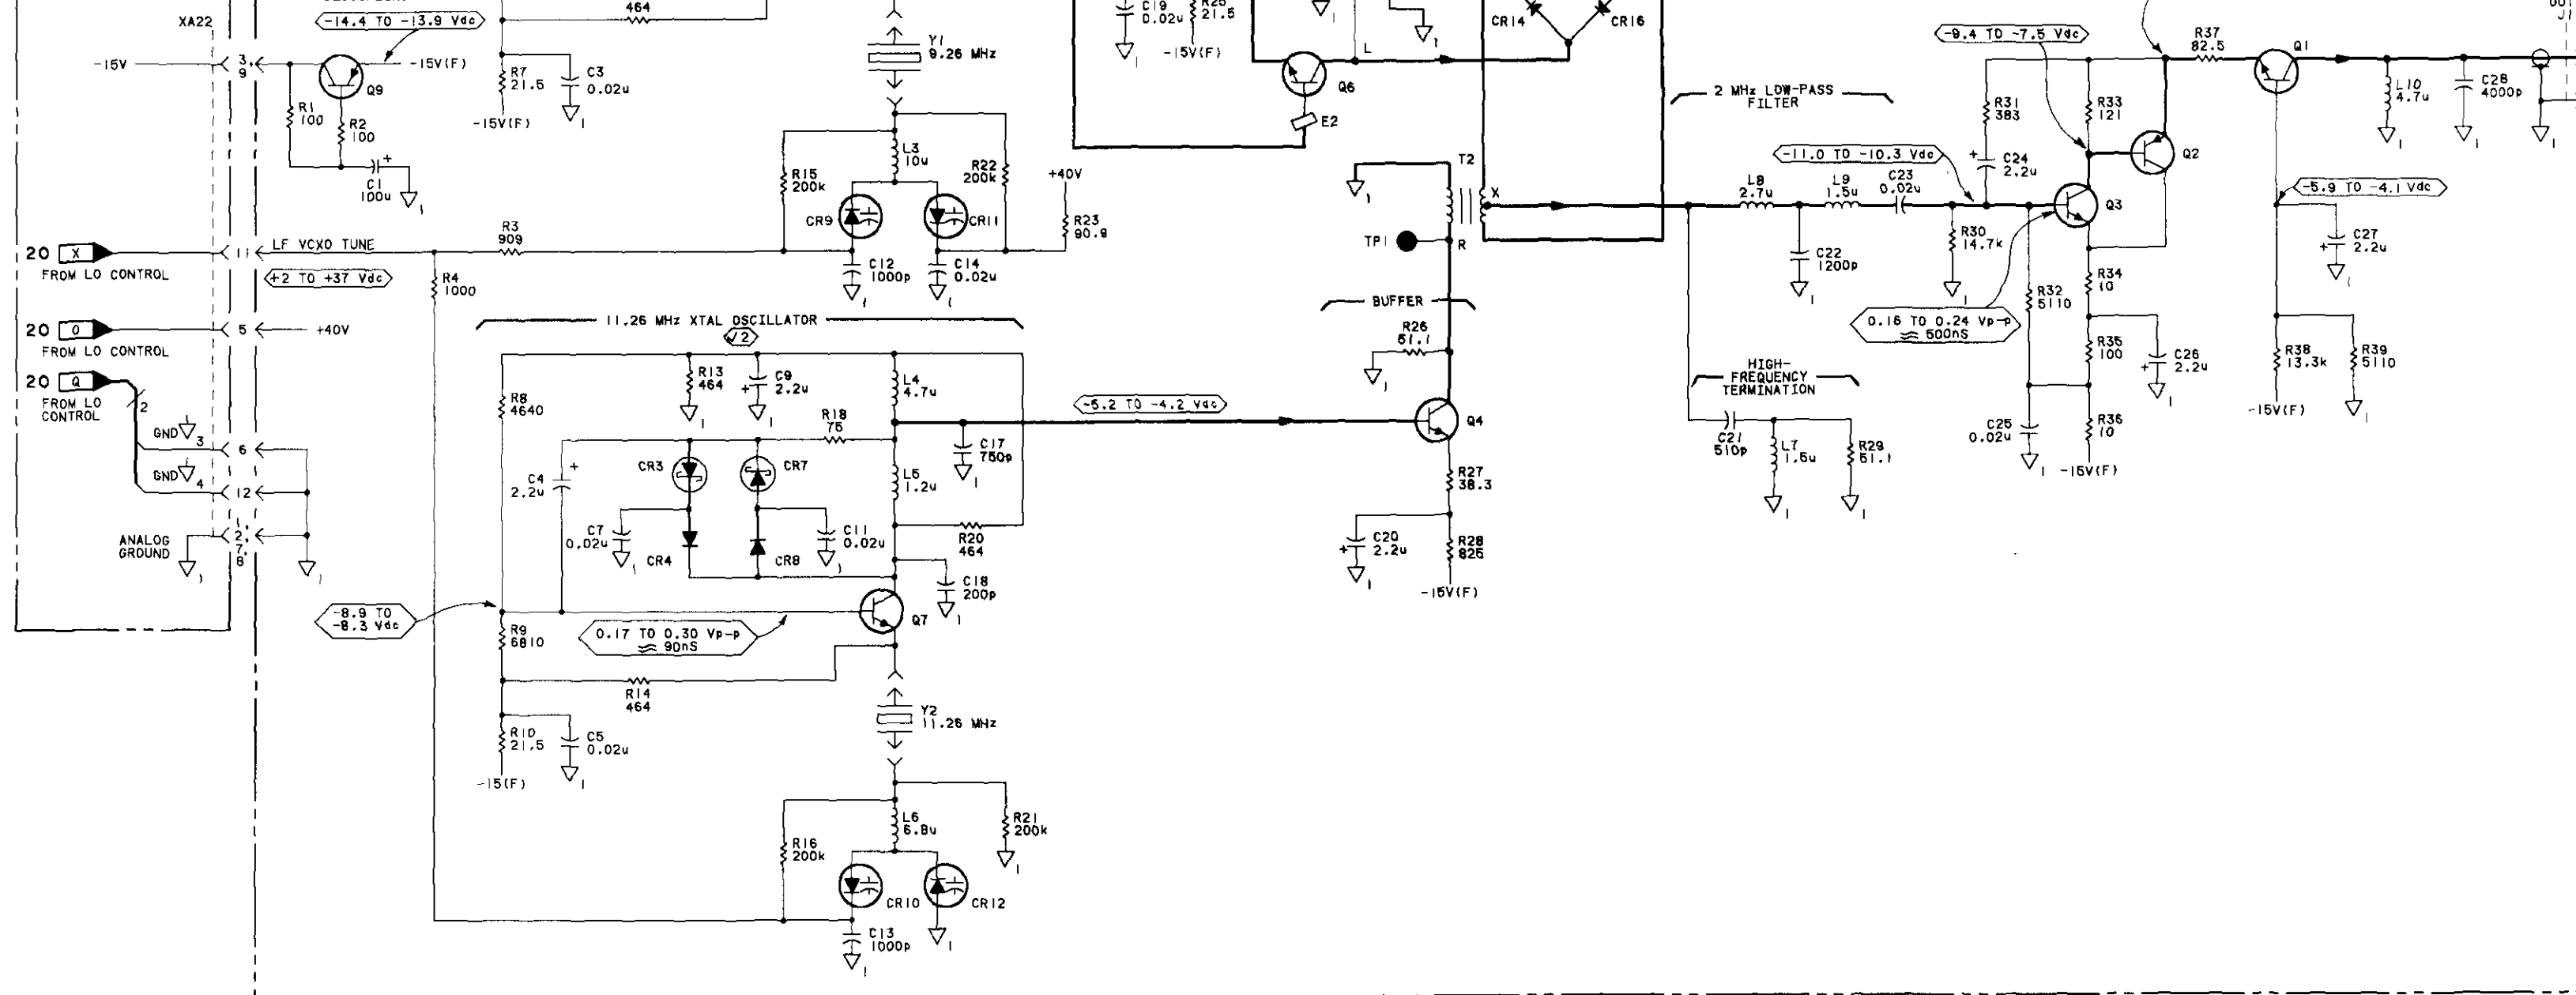 XA22
-14.4 TO -13.9 Vdc
464
-15V
3,
9
-15V(F)
Q9
R1
100
R2
100
C1
100u
R7
21.5
C3
0.02u
-15V(F)
Y1
9.26 MHz
C19
0.02u
21.5
-15V(F)
L
Q6
E2
CR14
CR16
L3
10u
R15
200k
R22
200k
+40V
R23
90.9
CR9
CR11
C12
1000p
C14
0.02u
20
X
FROM LO CONTROL
11
LF VCXO TUNE
+2 TO +37 Vdc
R3
909
R4
1000
20
O
FROM LO CONTROL
5
+40V
20
Q
FROM LO
CONTROL
2
GND
3
6
GND
4
12
ANALOG
GROUND
1,
2,
7,
8
11.26 MHz XTAL OSCILLATOR
√2
R8
4640
R13
464
C9
2.2u
L4
4.7u
R18
75
C4
2.2u
CR3
CR7
L5
1.2u
C17
750p
C7
0.02u
CR4
CR8
C11
0.02u
R20
464
C18
200p
-8.9 TO
-8.3 Vdc
R9
6810
0.17 TO 0.30 Vp-p
≈ 90nS
Q7
R14
464
R10
21.5
C5
0.02u
-15(F)
Y2
11.26 MHz
L6
6.8u
R16
200k
R21
200k
CR10
CR12
C13
1000p
-5.2 TO -4.2 Vdc
T2
X
TP1
R
BUFFER
R26
51.1
Q4
R27
38.3
C20
2.2u
R28
825
-15V(F)
2 MHz LOW-PASS
FILTER
L8
2.7u
L9
1.5u
C23
0.02u
C22
1200p
R30
14.7k
HIGH-
FREQUENCY
TERMINATION
C21
510p
L7
1.5u
R29
51.1
-9.4 TO -7.5 Vdc
-11.0 TO -10.3 Vdc
R31
383
C24
2.2u
R33
121
Q2
Q3
0.16 TO 0.24 Vp-p
≈ 500nS
R32
5110
R34
10
R35
100
C26
2.2u
C25
0.02u
R36
10
-15V(F)
R37
82.5
Q1
L10
4.7u
C28
4000p
-5.9 TO -4.1 Vdc
C27
2.2u
R38
13.3k
R39
5110
-15V(F)